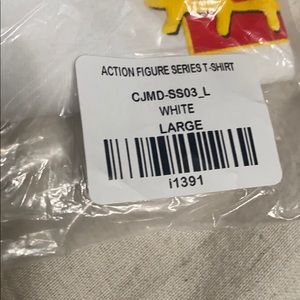 ACTION FIGURE SERIES T-SHIRT
CJMD-SS03_L
WHITE
LARGE
i1391